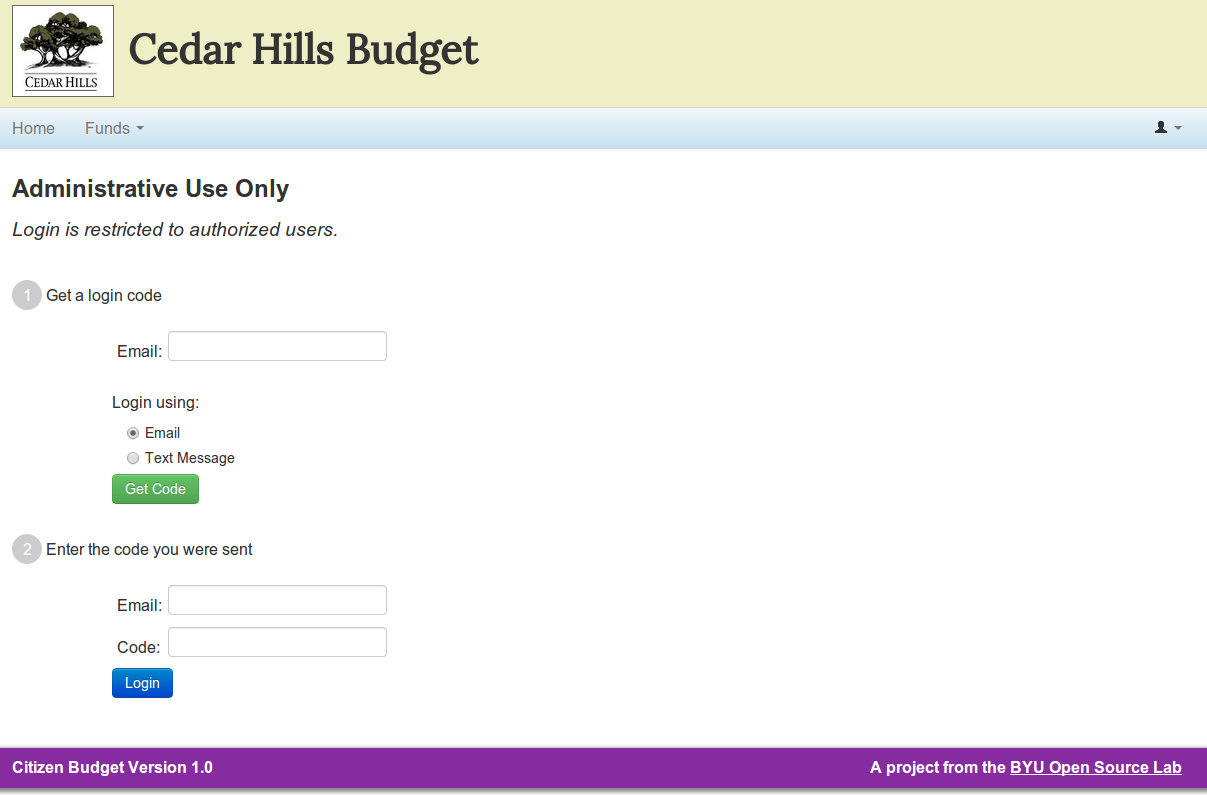 CEDAR HILLS
Cedar Hills Budget
Home Funds
Administrative Use Only
Login is restricted to authorized users.
1 Get a login code
Email:
Login using:
Email
Text Message
Get Code
2 Enter the code you were sent
Email:
Code:
Login
Citizen Budget Version 1.0 A project from the BYU Open Source Lab